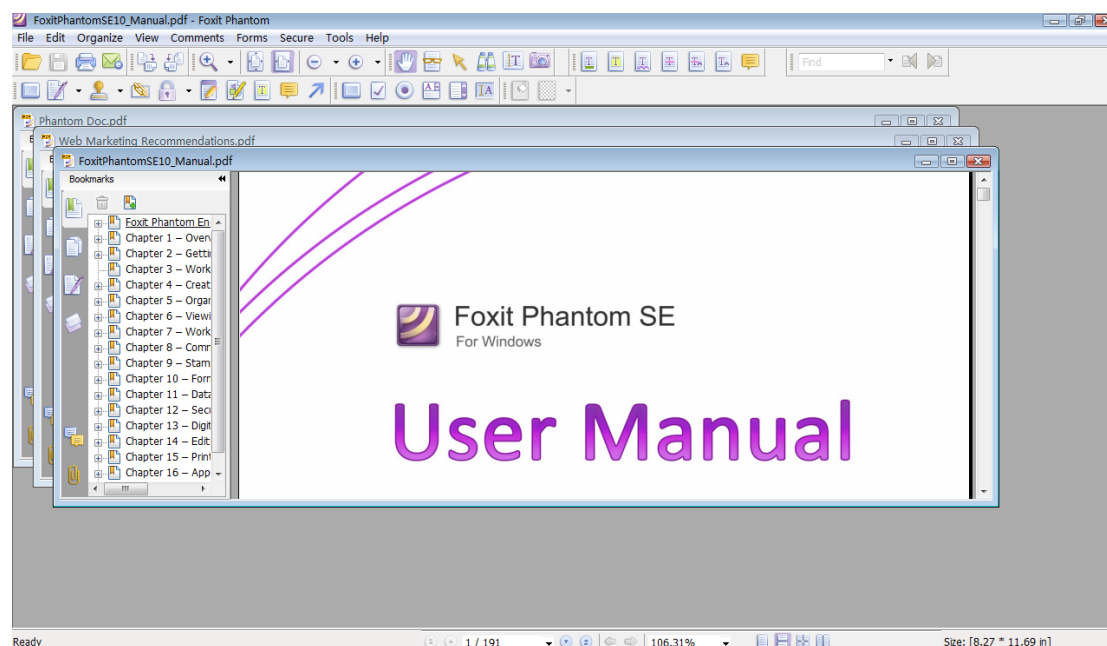 FoxitPhantomSE10_Manual.pdf - Foxit Phantom
File Edit Organize View Comments Forms Secure Tools Help
Find
Phantom Doc.pdf
Web Marketing Recommendations.pdf
FoxitPhantomSE10_Manual.pdf
Bookmarks
Foxit Phantom En
Chapter 1 – Overv
Chapter 2 – Getti
Chapter 3 – Work
Chapter 4 – Creat
Chapter 5 – Organ
Chapter 6 – Viewi
Chapter 7 – Work
Chapter 8 – Comm
Chapter 9 – Stam
Chapter 10 – Form
Chapter 11 – Data
Chapter 12 – Secu
Chapter 13 – Digit
Chapter 14 – Edit
Chapter 15 – Print
Chapter 16 – App
Foxit Phantom SE
For Windows
User Manual
Ready 1 / 191 106.31% Size: [8.27 * 11.69 in]